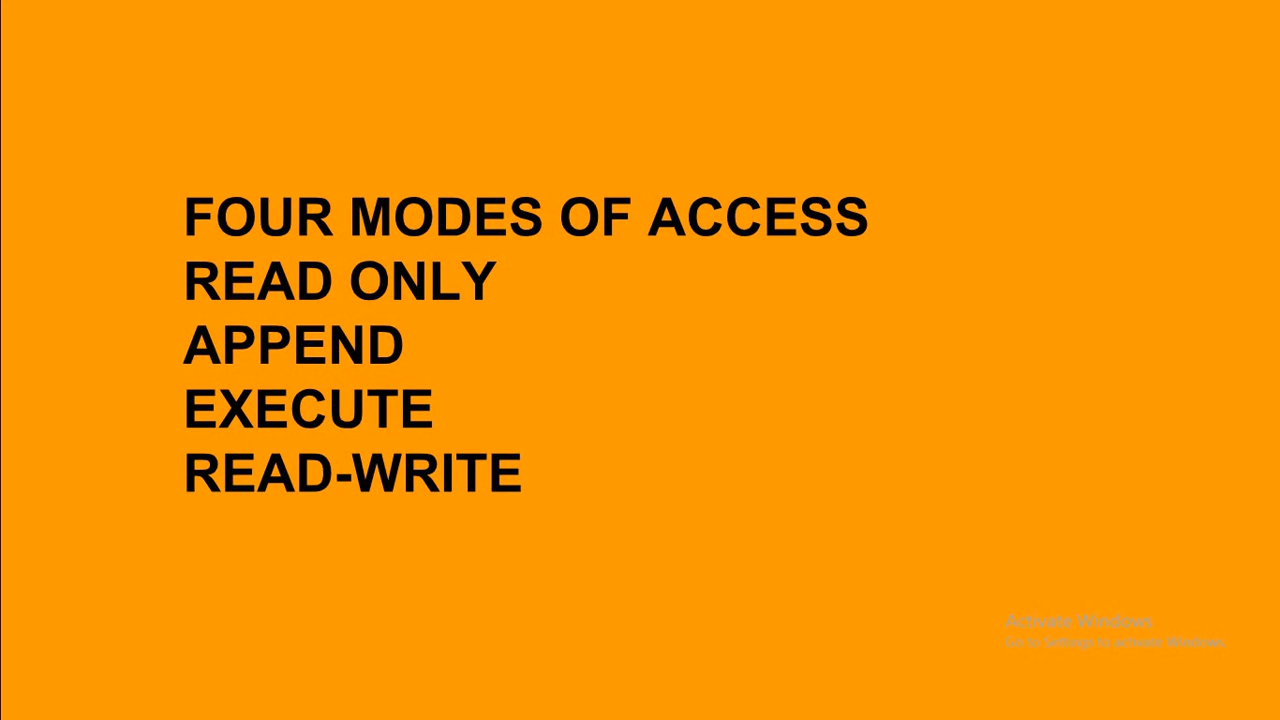 FOUR MODES OF ACCESS
READ ONLY
APPEND
EXECUTE
READ-WRITE
Activate Windows
Go to Settings to activate Windows.